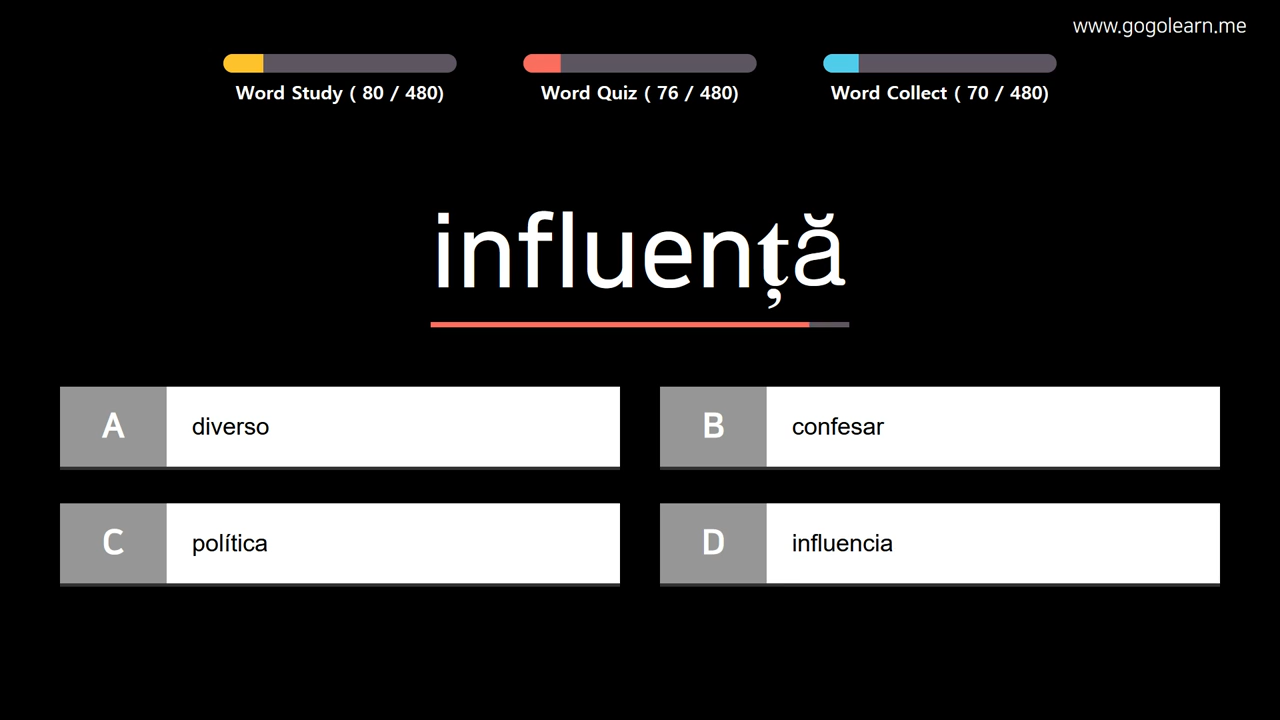 www.gogolearn.me
Word Study ( 80 / 480)
Word Quiz ( 76 / 480)
Word Collect ( 70 / 480)
influență
A diverso
B confesar
C política
D influencia